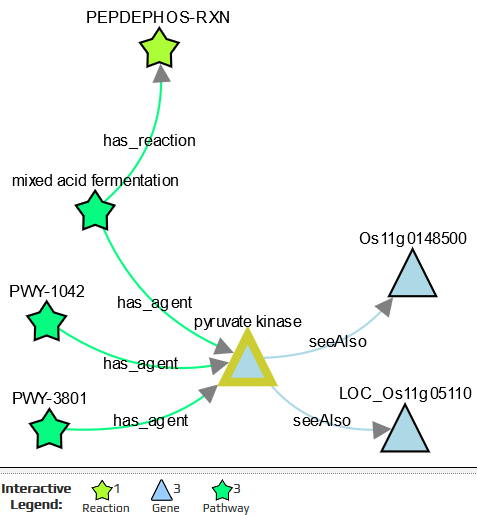 PEPDEPHOS-RXN
has_reaction
mixed acid fermentation
Os11g0148500
PWY-1042
has_agent
pyruvate kinase
seeAlso
has_agent
PWY-3801
LOC_Os11g05110
has_agent
seeAlso
Interactive Legend:
1
Reaction
3
Gene
3
Pathway